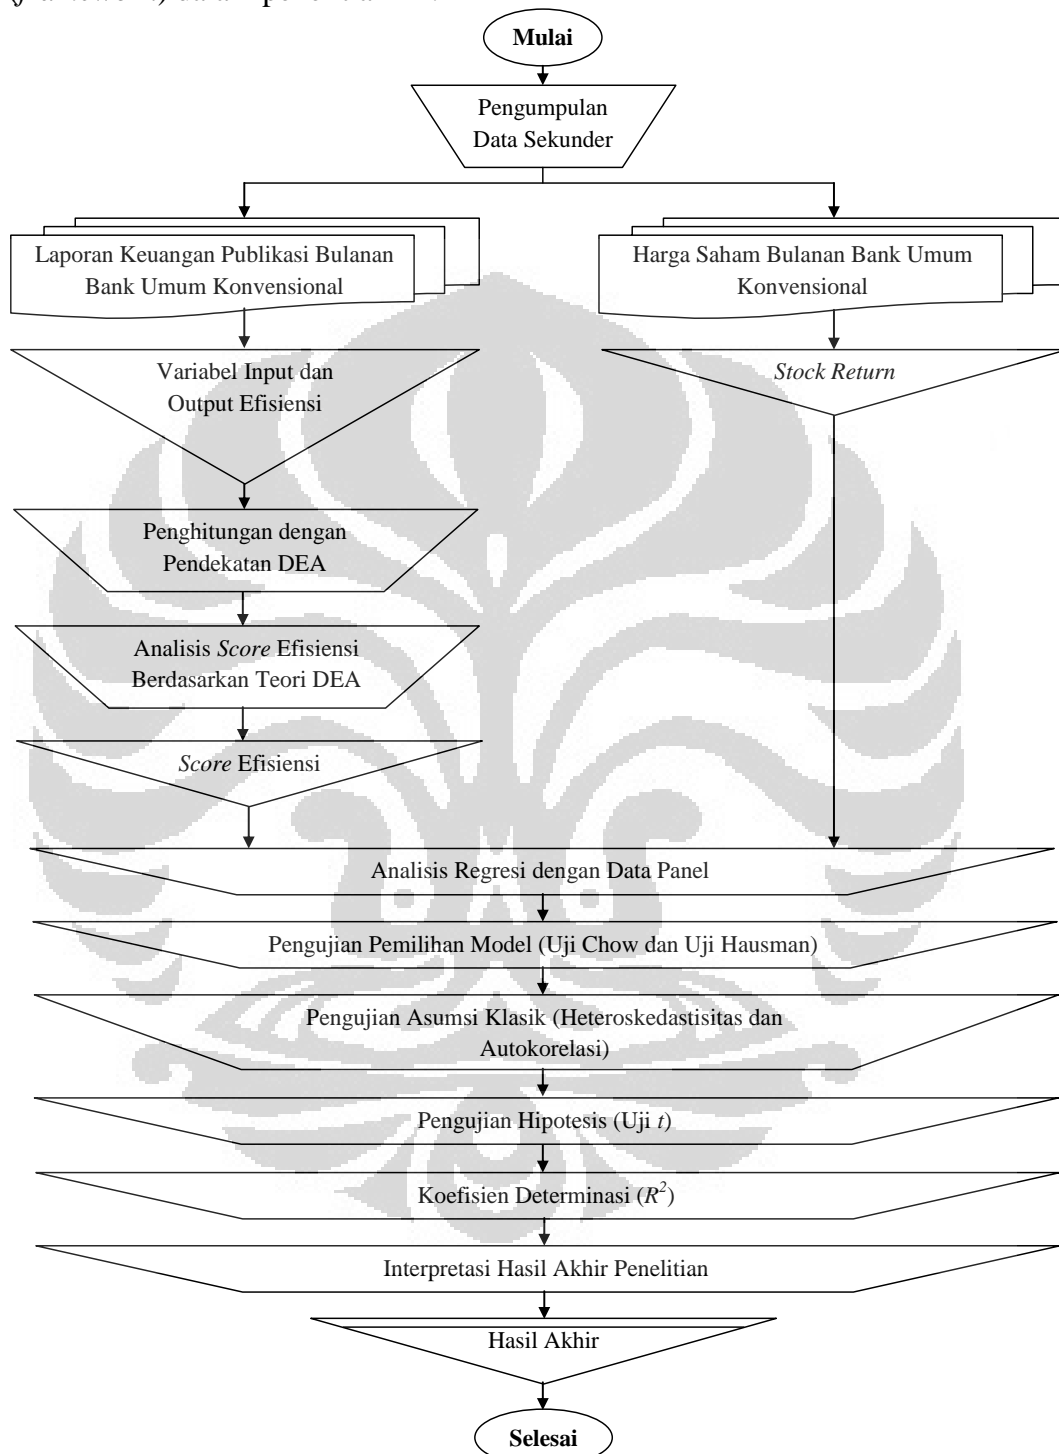 Mulai
Pengumpulan
Data Sekunder
Laporan Keuangan Publikasi Bulanan
Bank Umum Konvensional
Harga Saham Bulanan Bank Umum
Konvensional
Variabel Input dan
Output Efisiensi
Stock Return
Penghitungan dengan
Pendekatan DEA
Analisis Score Efisiensi
Berdasarkan Teori DEA
Score Efisiensi
Analisis Regresi dengan Data Panel
Pengujian Pemilihan Model (Uji Chow dan Uji Hausman)
Pengujian Asumsi Klasik (Heteroskedastisitas dan
Autokorelasi)
Pengujian Hipotesis (Uji t)
Koefisien Determinasi (R²)
Interpretasi Hasil Akhir Penelitian
Hasil Akhir
Selesai